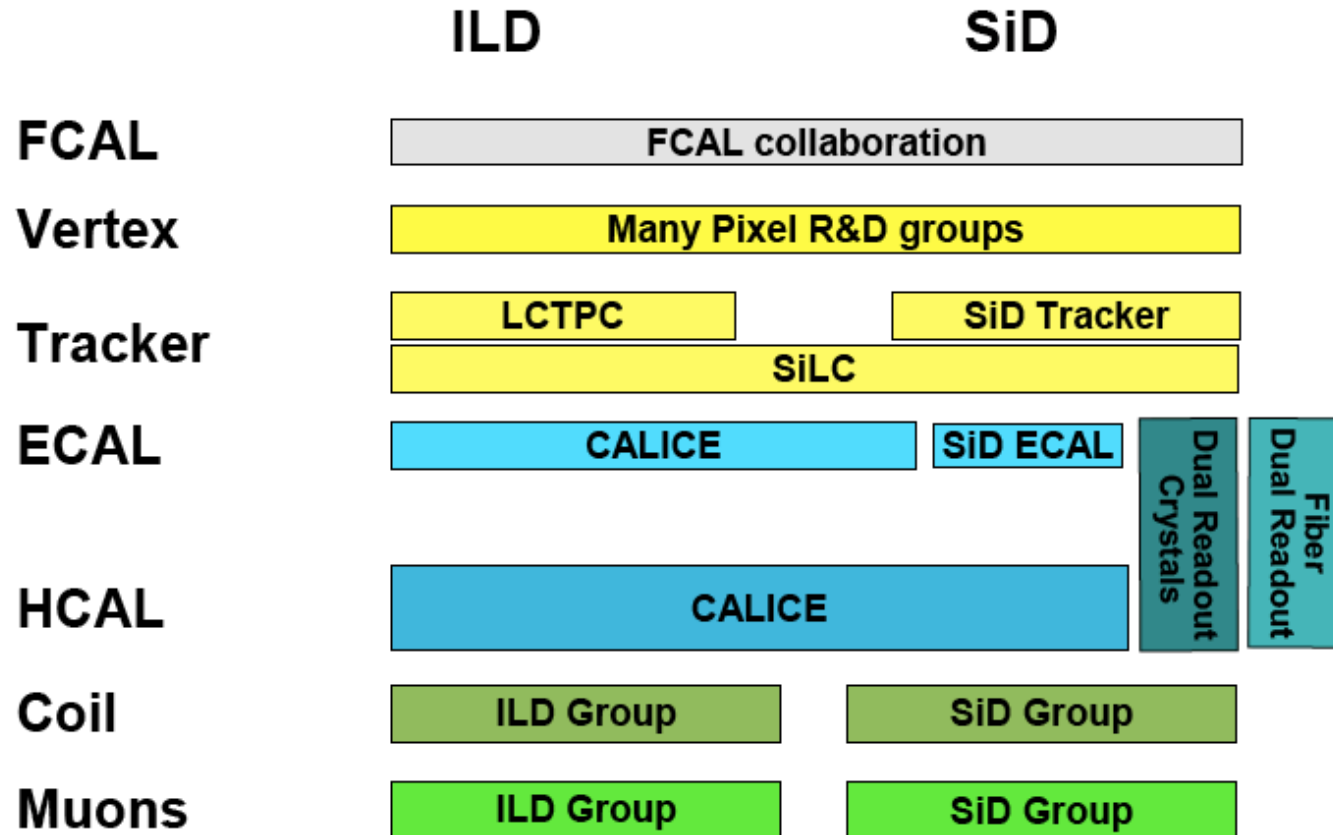 ILD
SiD
FCAL
FCAL collaboration
Vertex
Many Pixel R&D groups
Tracker
LCTPC
SiD Tracker
SiLC
ECAL
CALICE
SiD ECAL
Dual Readout
Crystals
Fiber
Dual Readout
HCAL
CALICE
Coil
ILD Group
SiD Group
Muons
ILD Group
SiD Group